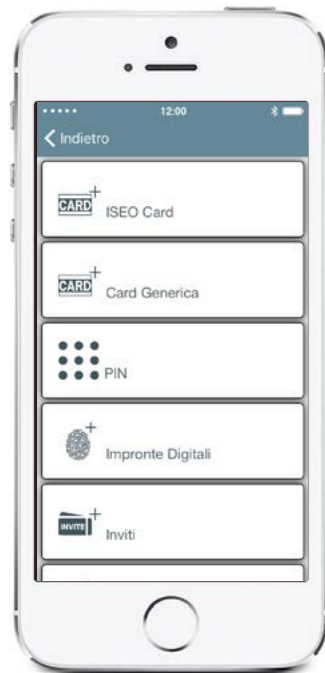 12:00
Indietro
CARD
ISEO Card
CARD
Card Generica
PIN
Impronte Digitali
INVITE
Inviti